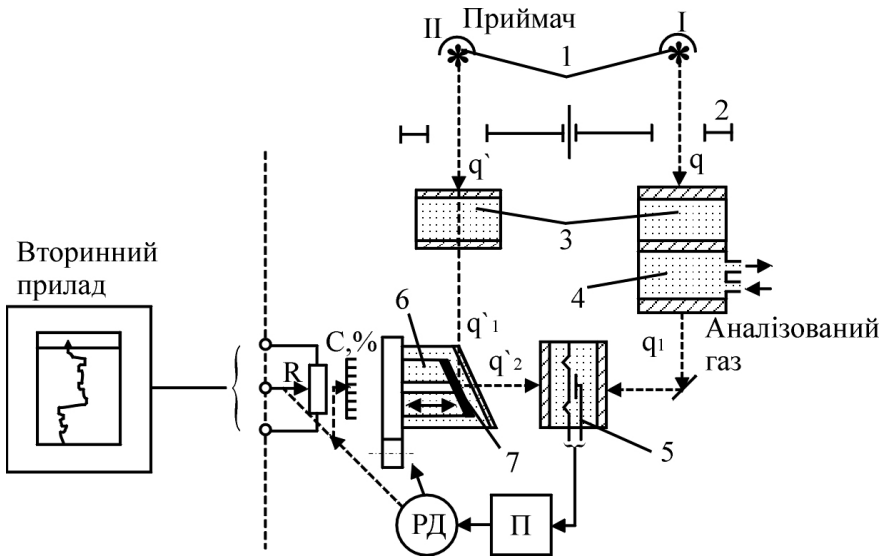 II
Приймач
I
1
2
q`
q
3
4
Вторинний
прилад
6
q`1
C,%
R
q`2
q1
Аналізований
газ
7
5
РД
П